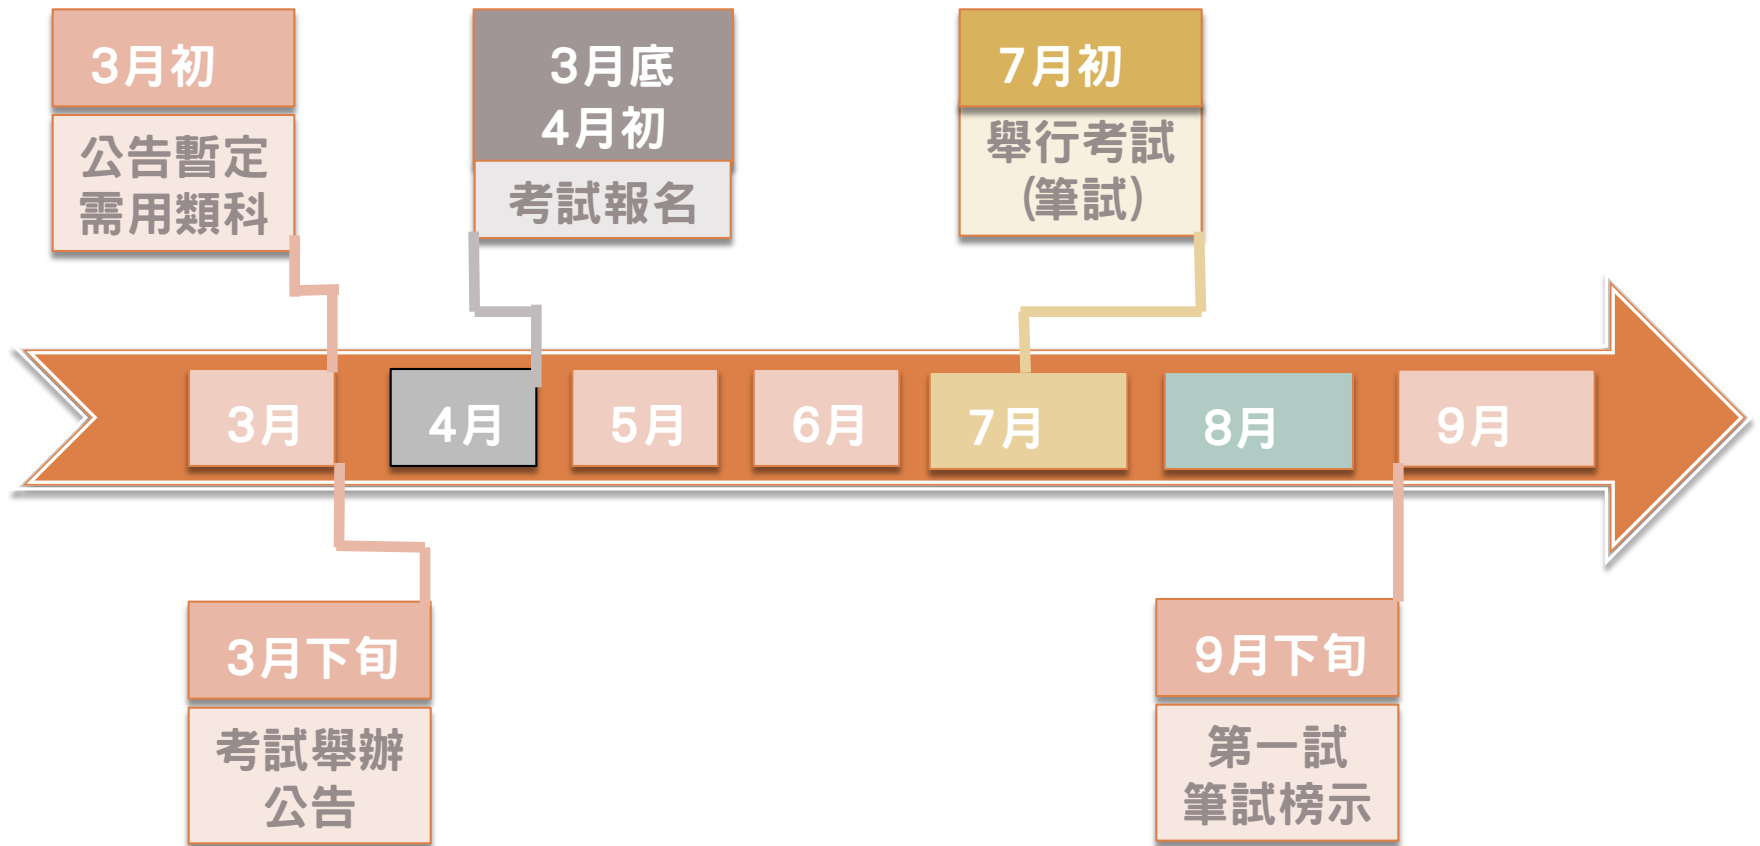 3月初
公告暫定
需用類科
3月底
4月初
考試報名
7月初
舉行考試
(筆試)
3月
4月
5月
6月
7月
8月
9月
3月下旬
考試舉辦
公告
9月下旬
第一試
筆試榜示